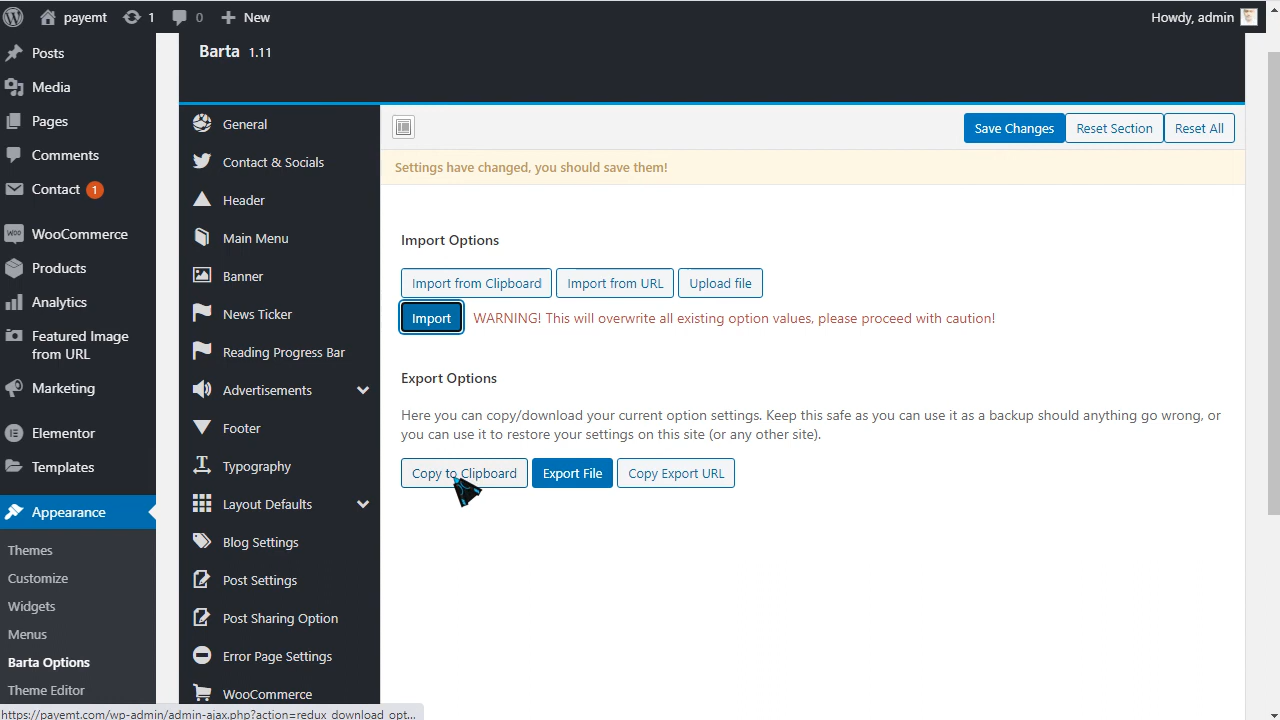 payemt
1
0
New
Howdy, admin
Posts
Media
Pages
Comments
Contact 1
WooCommerce
Products
Analytics
Featured Image
from URL
Marketing
Elementor
Templates
Appearance
Themes
Customize
Widgets
Menus
Barta Options
Theme Editor
Barta 1.11
General
Contact & Socials
Header
Main Menu
Banner
News Ticker
Reading Progress Bar
Advertisements
Footer
Typography
Layout Defaults
Blog Settings
Post Settings
Post Sharing Option
Error Page Settings
WooCommerce
Save Changes
Reset Section
Reset All
Settings have changed, you should save them!
Import Options
Import from Clipboard
Import from URL
Upload file
Import
WARNING! This will overwrite all existing option values, please proceed with caution!
Export Options
Here you can copy/download your current option settings. Keep this safe as you can use it as a backup should anything go wrong, or
you can use it to restore your settings on this site (or any other site).
Copy to Clipboard
Export File
Copy Export URL
https://payemt.com/wp-admin/admin-ajax.php?action=redux_download_opt...